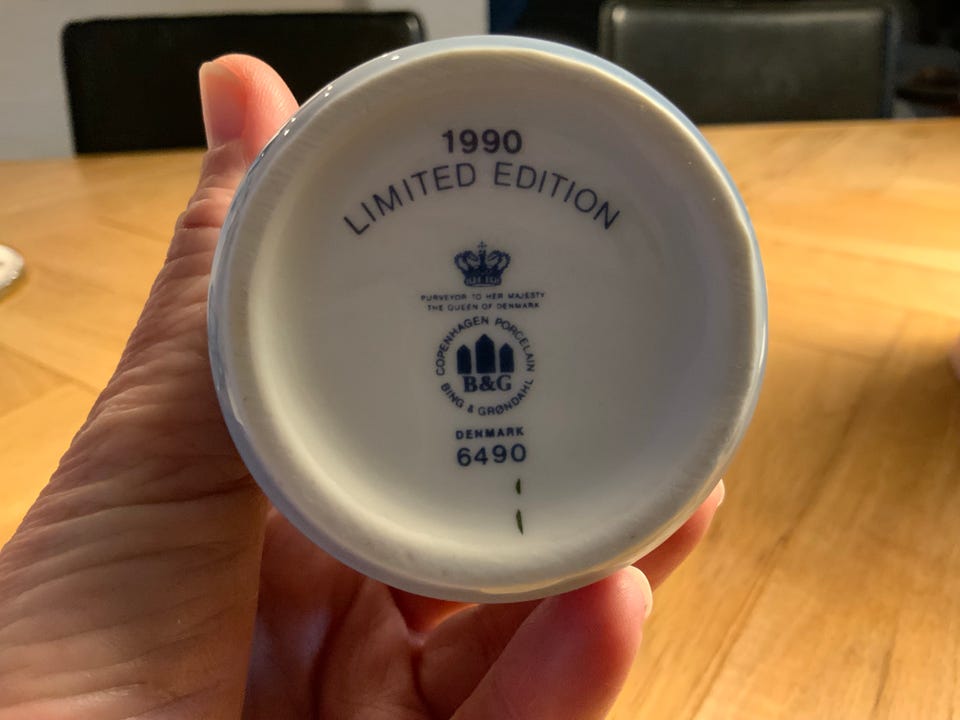 1990
LIMITED EDITION
PURVEYOR TO HER MAJESTY
THE QUEEN OF DENMARK
COPENHAGEN PORCELAIN
B&G
BING & GRØNDAHL
DENMARK
6490